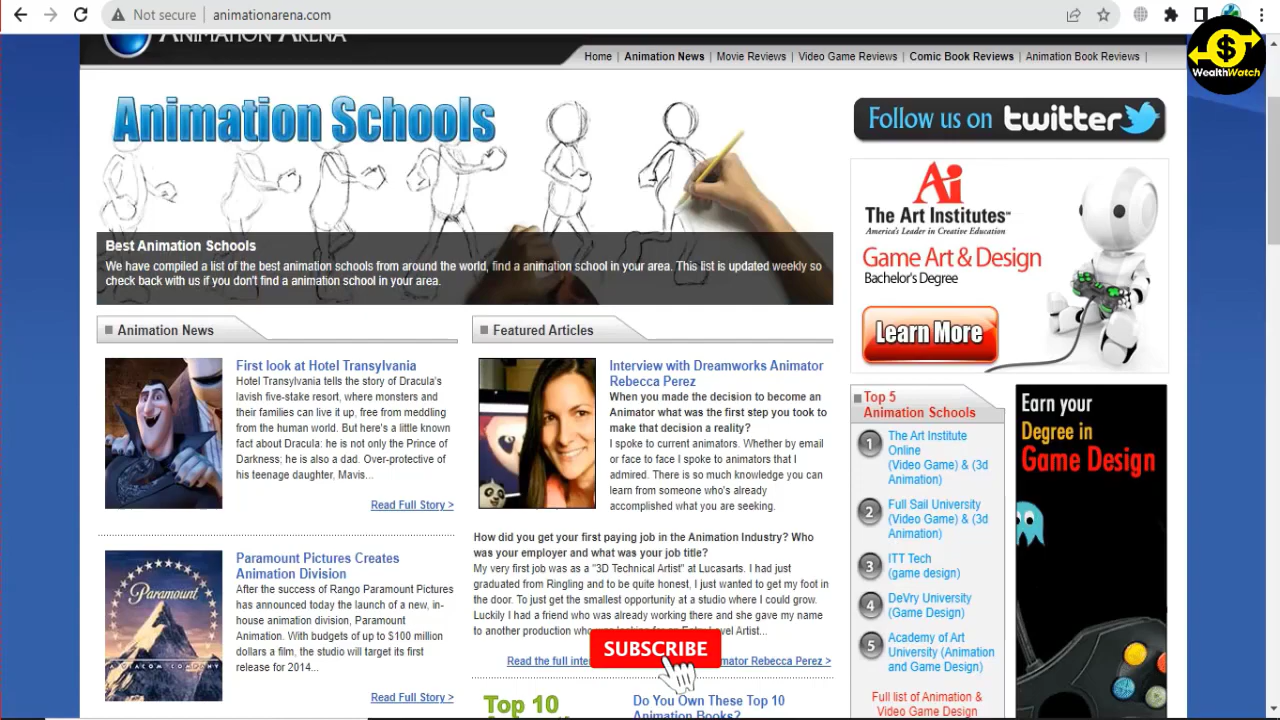 Not secure
animationarena.com
WealthWatch
ANIMATION ARENA
Home | Animation News | Movie Reviews | Video Game Reviews | Comic Book Reviews | Animation Book Reviews |
Animation Schools
Best Animation Schools
We have compiled a list of the best animation schools from around the world, find a animation school in your area. This list is updated weekly so
check back with us if you don't find a animation school in your area.
Follow us on twitter
Ai
The Art Institutes
America's Leader in Creative Education
Game Art & Design
Bachelor's Degree
Learn More
Animation News
First look at Hotel Transylvania
Hotel Transylvania tells the story of Dracula's
lavish five-stake resort, where monsters and
their families can live it up, free from meddling
from the human world. But here's a little known
fact about Dracula: he is not only the Prince of
Darkness; he is also a dad. Over-protective of
his teenage daughter, Mavis...
Read Full Story >
Paramount Pictures Creates
Animation Division
Paramount
A VIACOM COMPANY
After the success of Rango Paramount Pictures
has announced today the launch of a new, in-
house animation division, Paramount
Animation. With budgets of up to $100 million
dollars a film, the studio will target its first
release for 2014...
Read Full Story >
Featured Articles
Interview with Dreamworks Animator
Rebecca Perez
When you made the decision to become an
Animator what was the first step you took to
make that decision a reality?
I spoke to current animators. Whether by email
or face to face I spoke to animators that I
admired. There is so much knowledge you can
learn from someone who's already
accomplished what you are seeking.
How did you get your first paying job in the Animation Industry? Who
was your employer and what was your job title?
My very first job was as a "3D Technical Artist" at Lucasarts. I had just
graduated from Ringling and to be quite honest, I just wanted to get my foot in
the door. To just get the smallest opportunity at a studio where I could grow.
Luckily I had a friend who was already working there and she gave my name
to another production who Artist...
Read the full Rebecca Perez >
SUBSCRIBE
Top 10
Do You Own These Top 10
Animation Books?
Top 5
Animation Schools
1 The Art Institute
Online
(Video Game) & (3d
Animation)
2 Full Sail University
(Video Game) & (3d
Animation)
3 ITT Tech
(game design)
4 DeVry University
(Game Design)
5 Academy of Art
University (Animation
and Game Design)
Full list of Animation &
Video Game Design
Earn your
Degree in
Game Design